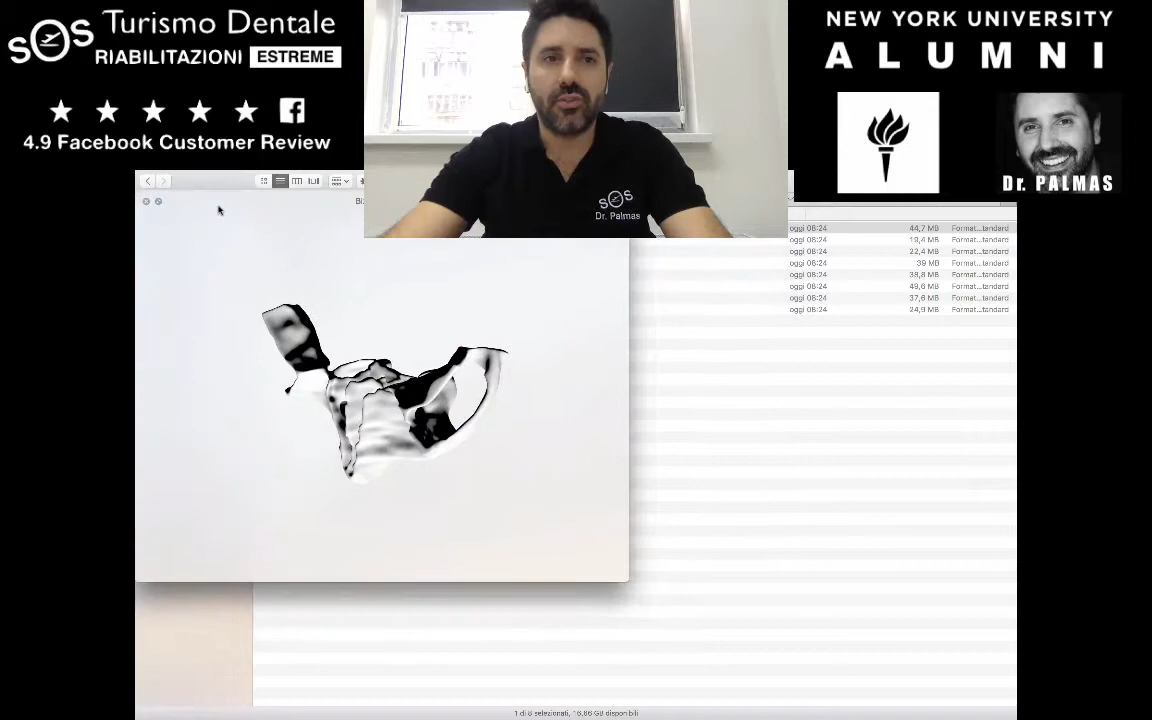 SOS Turismo Dentale
RIABILITAZIONI ESTREME
4.9 Facebook Customer Review
SOS
Dr. Palmas
NEW YORK UNIVERSITY
ALUMNI
Dr. PALMAS
oggi 08:24 44,7 MB Format...tandard
oggi 08:24 19,4 MB Format...tandard
oggi 08:24 22,4 MB Format...tandard
oggi 08:24 39 MB Format...tandard
oggi 08:24 38,8 MB Format...tandard
oggi 08:24 49,6 MB Format...tandard
oggi 08:24 37,6 MB Format...tandard
oggi 08:24 24,9 MB Format...tandard
1 di 8 selezionati, 16,66 GB disponibili